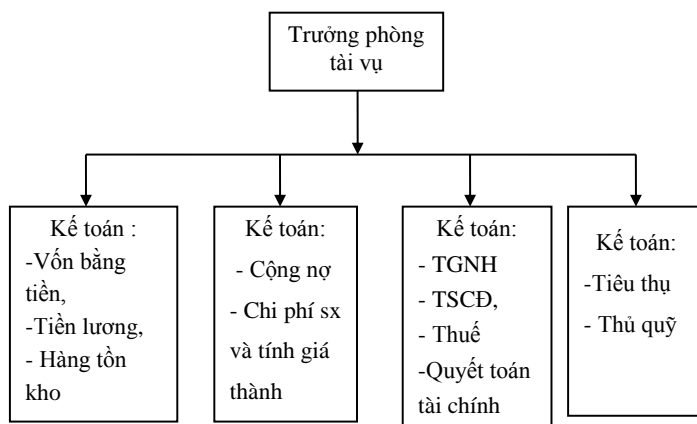 Trưởng phòng
tài vụ
Kế toán :
-Vốn bằng
tiền,
-Tiền lương,
- Hàng tồn
kho
Kế toán:
- Cộng nợ
- Chi phí sx
và tính giá
thành
Kế toán:
- TGNH
- TSCĐ,
- Thuế
-Quyết toán
tài chính
Kế toán:
-Tiêu thụ
- Thủ quỹ